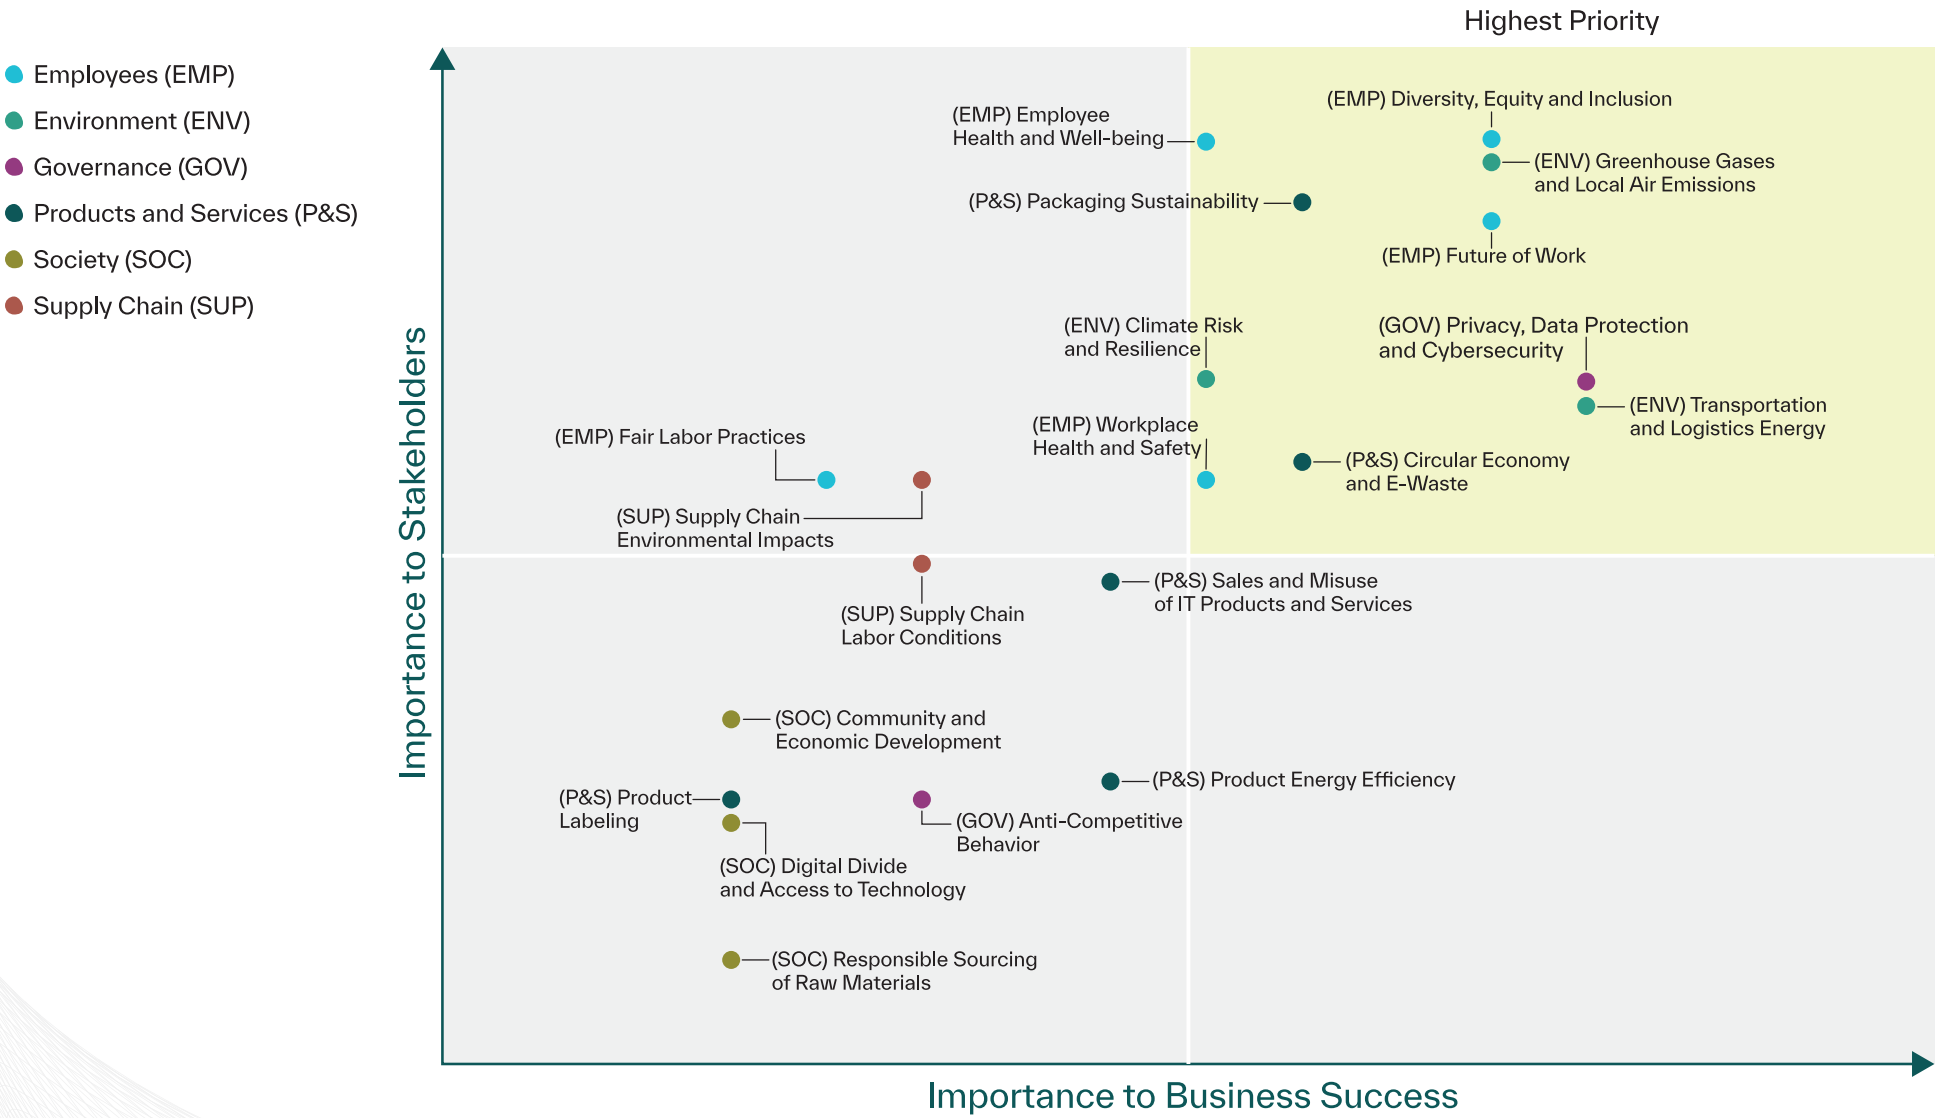 Highest Priority
Employees (EMP)
Environment (ENV)
Governance (GOV)
Products and Services (P&S)
Society (SOC)
Supply Chain (SUP)
Importance to Stakeholders
(EMP) Employee
Health and Well-being
(EMP) Diversity, Equity and Inclusion
(ENV) Greenhouse Gases
and Local Air Emissions
(P&S) Packaging Sustainability
(EMP) Future of Work
(ENV) Climate Risk
and Resilience
(GOV) Privacy, Data Protection
and Cybersecurity
(ENV) Transportation
and Logistics Energy
(EMP) Fair Labor Practices
(EMP) Workplace
Health and Safety
(P&S) Circular Economy
and E-Waste
(SUP) Supply Chain
Environmental Impacts
(P&S) Sales and Misuse
of IT Products and Services
(SUP) Supply Chain
Labor Conditions
(SOC) Community and
Economic Development
(P&S) Product Energy Efficiency
(P&S) Product
Labeling
(GOV) Anti-Competitive
Behavior
(SOC) Digital Divide
and Access to Technology
(SOC) Responsible Sourcing
of Raw Materials
Importance to Business Success